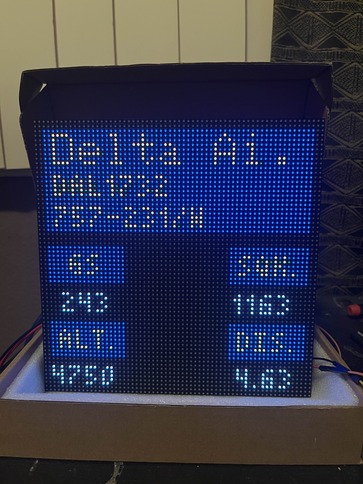 Delta Ai.
DAL1732
757-231/W
GS SQK.
243 1163
ALT. DIS.
4750 4.63